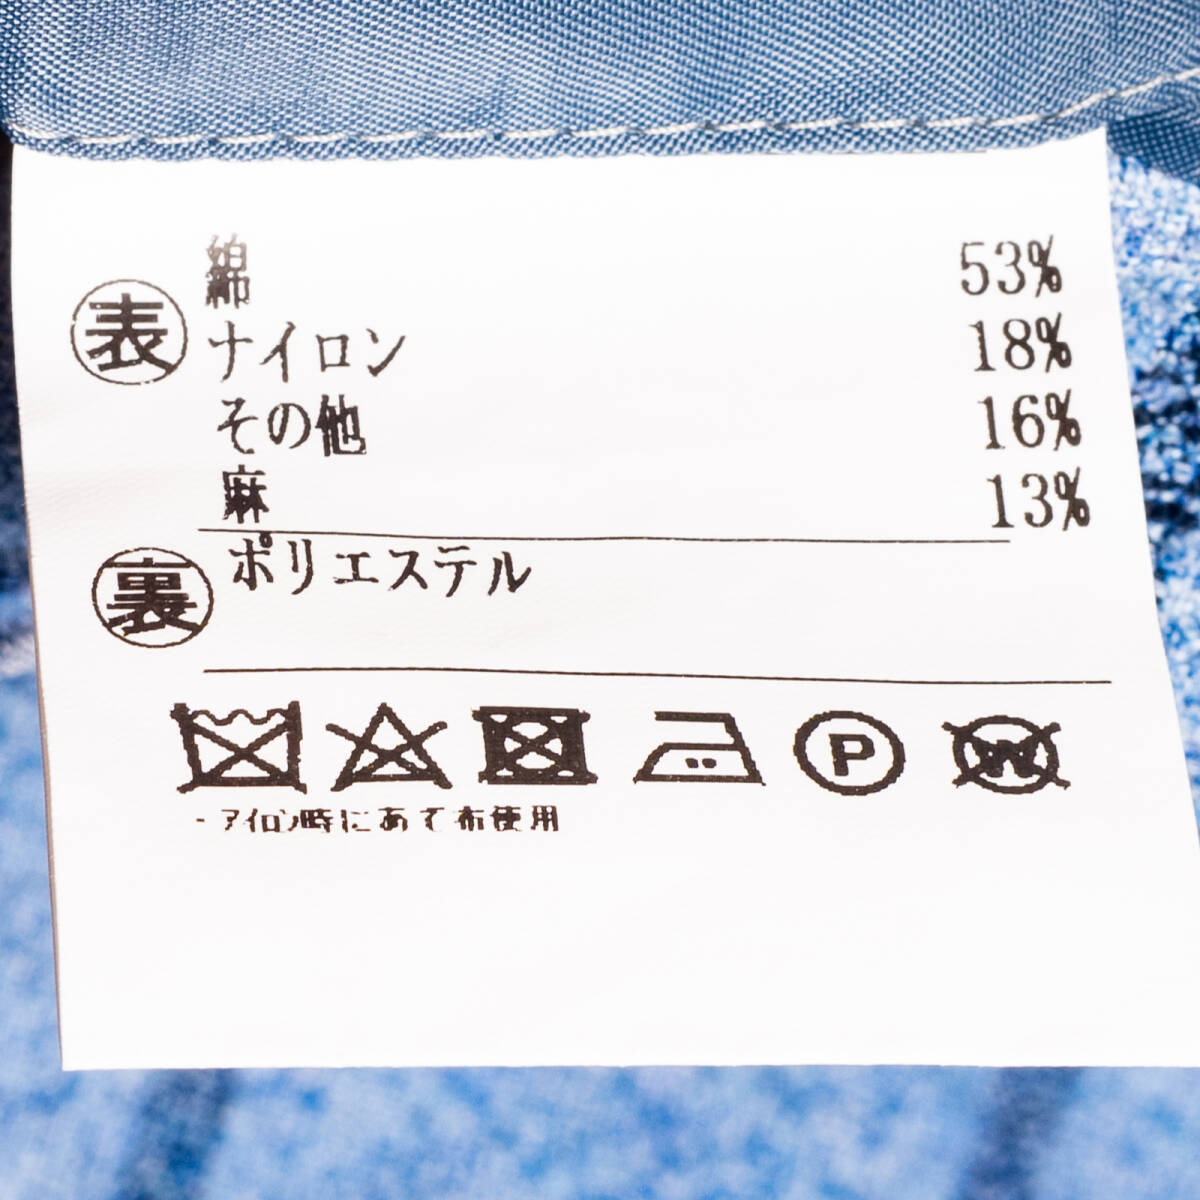 表
綿 53%
ナイロン 18%
その他 16%
麻 13%
裏
ポリエステル
P W
・アイロン時にあて布使用